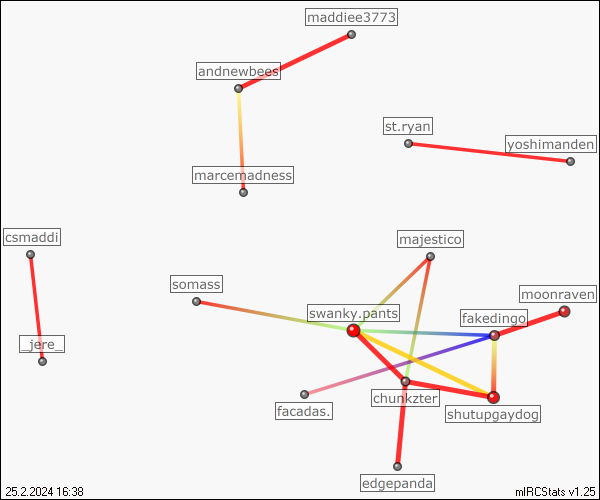 maddiee3773
andnewbees
st.ryan
yoshimanden
marcemadness
csmaddi
majestico
somass
moonraven
swanky.pants
fakedingo
_jere_
chunkzter
facadas.
shutupgaydog
edgepanda
25.2.2024 16:38
mIRCStats v1.25